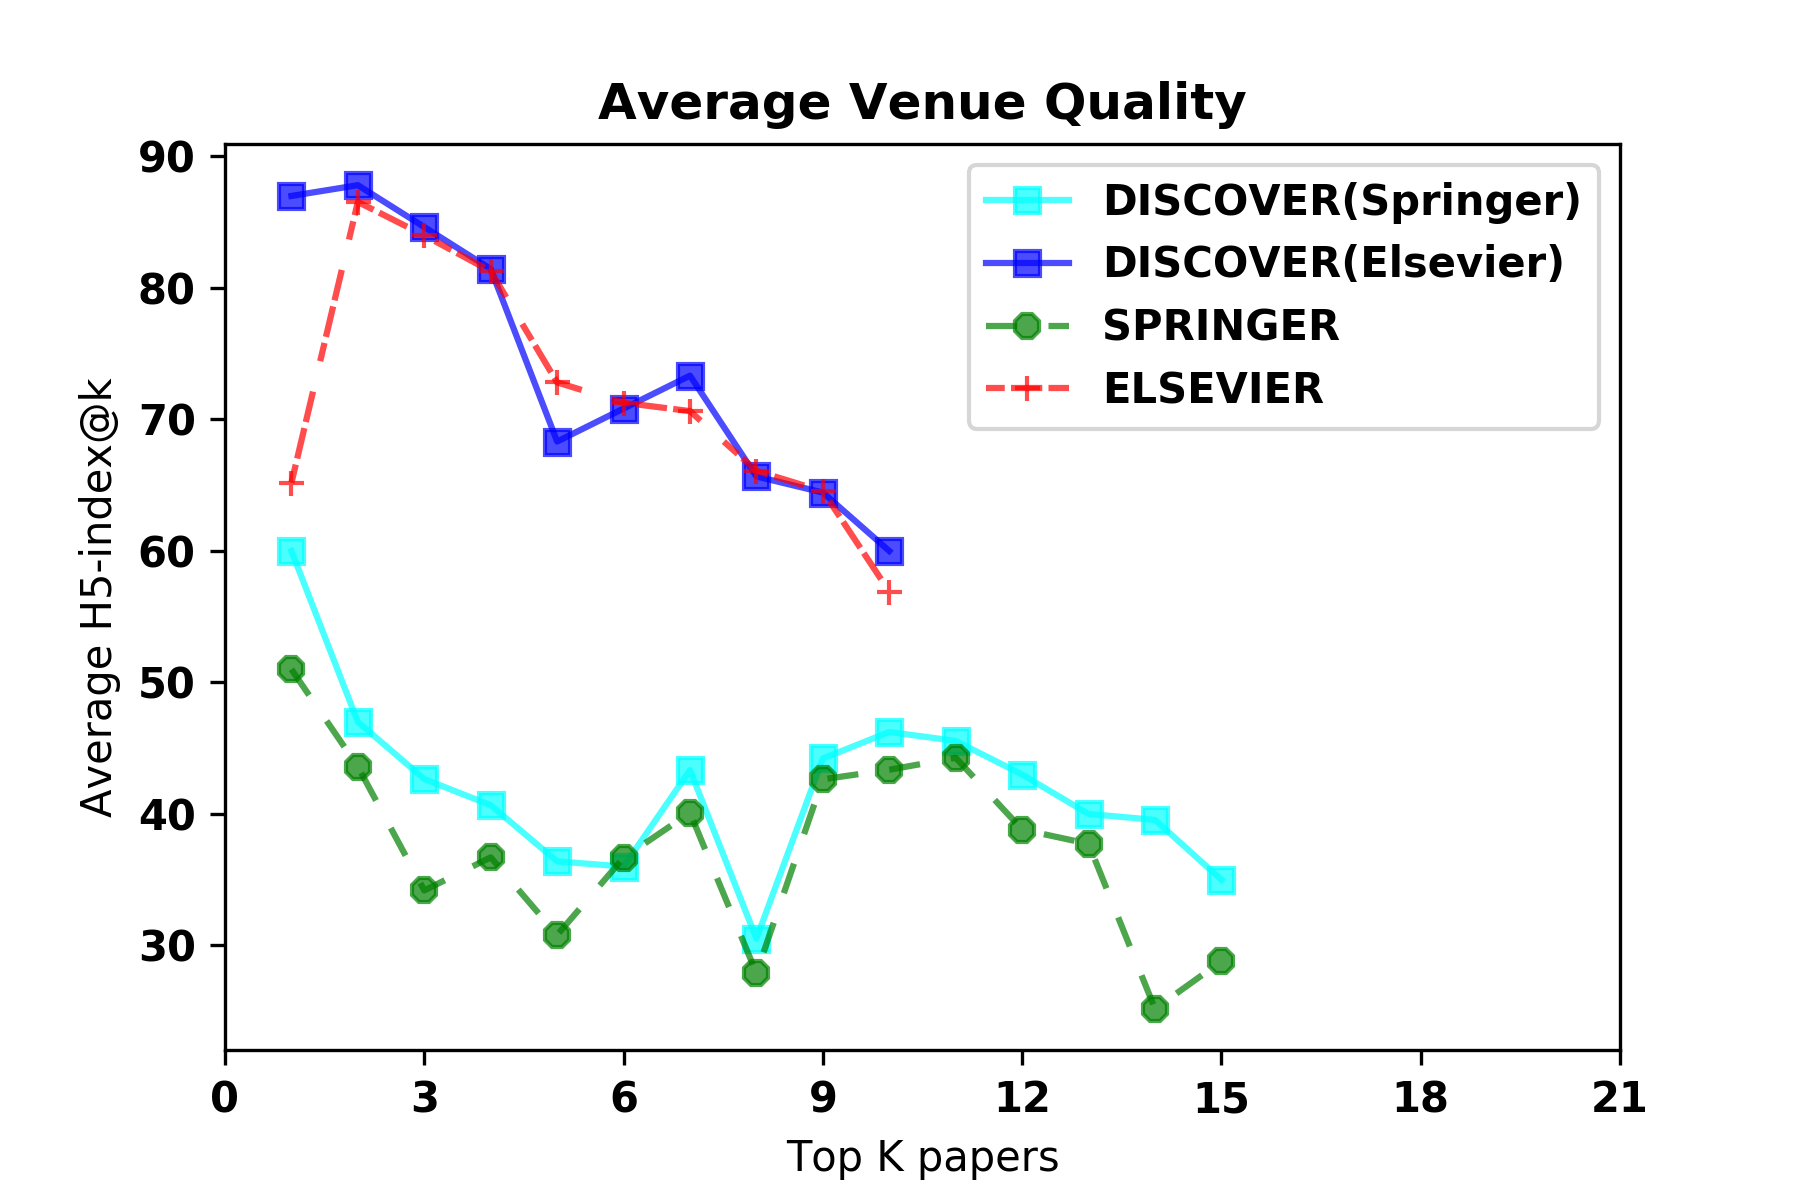 Average Venue Quality
90
80
70
60
50
40
30
Average H5-index@k
DISCOVER(Springer)
DISCOVER(Elsevier)
SPRINGER
ELSEVIER
0 3 6 9 12 15 18 21
Top K papers